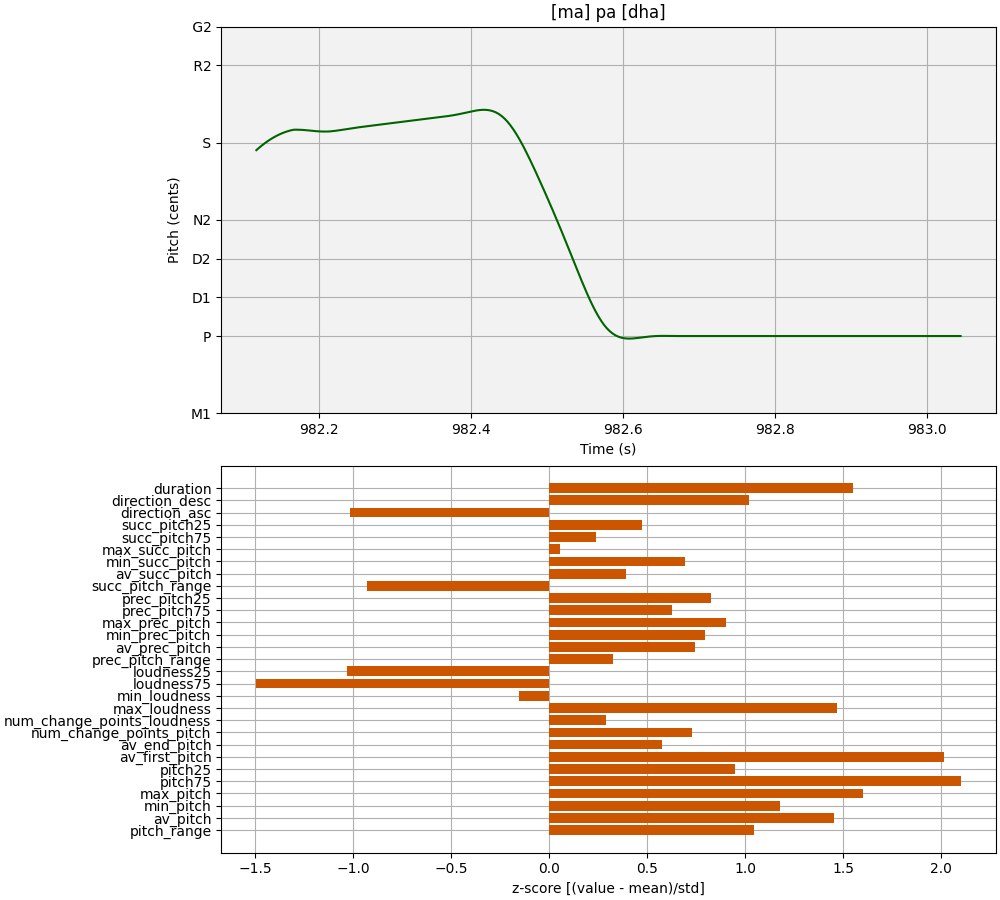 [ma] pa [dha]
G2
R2
S
N2
D2
D1
P
M1
Pitch (cents)
982.2 982.4 982.6 982.8 983.0
Time (s)
duration
direction_desc
direction_asc
succ_pitch25
succ_pitch75
max_succ_pitch
min_succ_pitch
av_succ_pitch
succ_pitch_range
prec_pitch25
prec_pitch75
max_prec_pitch
min_prec_pitch
av_prec_pitch
prec_pitch_range
loudness25
loudness75
min_loudness
max_loudness
num_change_points_loudness
num_change_points_pitch
av_end_pitch
av_first_pitch
pitch25
pitch75
max_pitch
min_pitch
av_pitch
pitch_range
−1.5 −1.0 −0.5 0.0 0.5 1.0 1.5 2.0
z-score [(value - mean)/std]